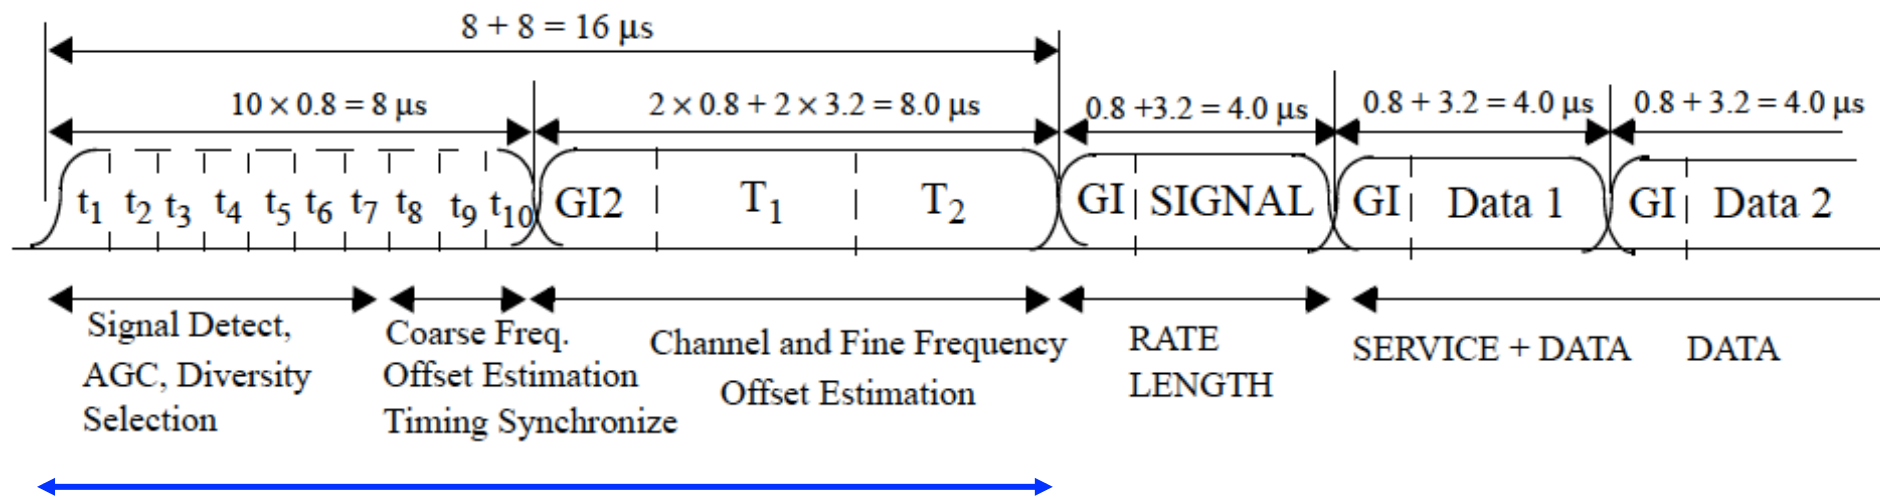 8 + 8 = 16 μs
10 × 0.8 = 8 μs
2 × 0.8 + 2 × 3.2 = 8.0 μs
0.8 +3.2 = 4.0 μs
0.8 + 3.2 = 4.0 μs
0.8 + 3.2 = 4.0 μs
t1 t2 t3 t4 t5 t6 t7 t8 t9 t10
GI2
T1
T2
GI SIGNAL
GI Data 1
GI Data 2
Signal Detect,
AGC, Diversity
Selection
Coarse Freq.
Offset Estimation
Timing Synchronize
Channel and Fine Frequency
Offset Estimation
RATE
LENGTH
SERVICE + DATA
DATA